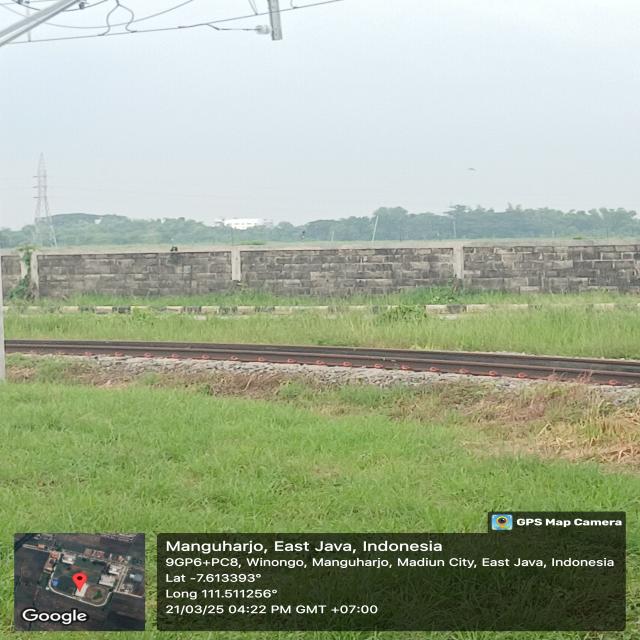 GPS Map Camera
Manguharjo, East Java, Indonesia
9GP6+PC8, Winongo, Manguharjo, Madiun City, East Java, Indonesia
Lat -7.613393°
Long 111.511256°
21/03/25 04:22 PM GMT +07:00
Google